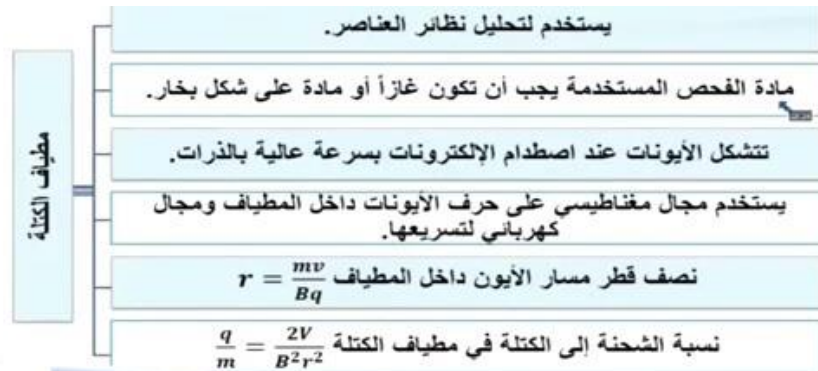 مطياف الكتلة
يستخدم لتحليل نظائر العناصر.
مادة الفحص المستخدمة يجب أن تكون غازاً أو مادة على شكل بخار.
تتشكل الأيونات عند اصطدام الإلكترونات بسرعة عالية بالذرات.
يستخدم مجال مغناطيسي على حرف الأيونات داخل المطياف ومجال
كهربائي لتسريعها.
نصف قطر مسار الأيون داخل المطياف r = mv/Bq
نسبة الشحنة إلى الكتلة في مطياف الكتلة q/m = 2V/B²r²